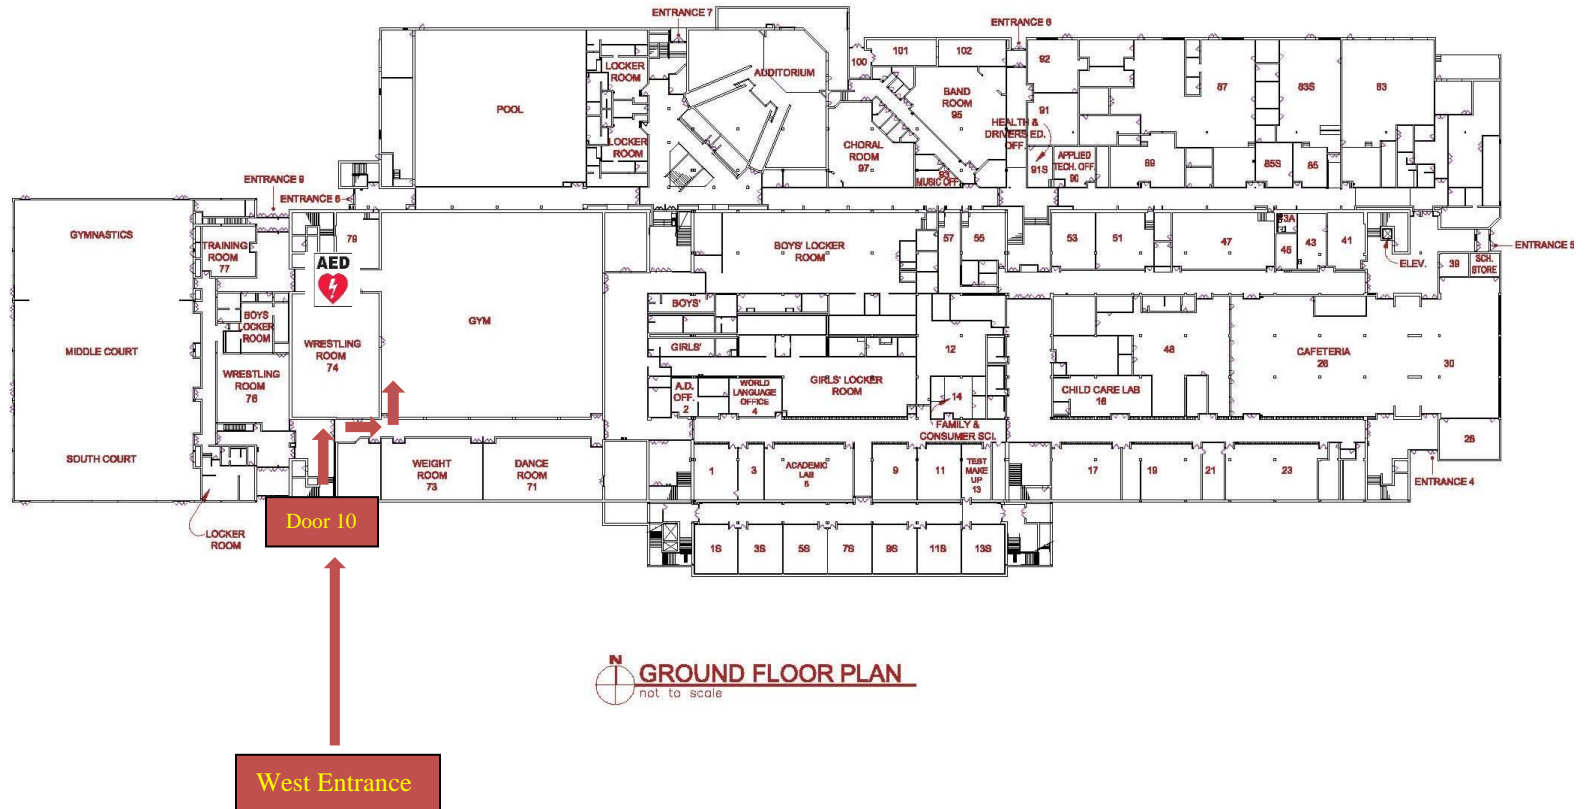 ENTRANCE 7
ENTRANCE 6
101
102
100
92
LOCKER
ROOM
AUDITORIUM
87
83S
83
POOL
BAND
ROOM
95
91
HEALTH &
DRIVERS ED.
OFF.
LOCKER
ROOM
CHORAL
ROOM
97
93
MUSIC OFF.
91S
APPLIED
TECH. OFF.
90
89
85S
85
ENTRANCE 9
ENTRANCE 8
GYMNASTICS
TRAINING
ROOM
77
79
AED
BOYS' LOCKER
ROOM
57
55
53
51
47
3A
45
43
41
ELEV.
39
SCH.
STORE
ENTRANCE 5
BOYS
LOCKER
ROOM
GYM
BOYS'
MIDDLE COURT
WRESTLING
ROOM
74
GIRLS'
12
48
CAFETERIA
26
30
WRESTLING
ROOM
76
A.D.
OFF.
2
WORLD
LANGUAGE
OFFICE
4
GIRLS' LOCKER
ROOM
14
CHILD CARE LAB
16
FAMILY &
CONSUMER SCI.
28
SOUTH COURT
WEIGHT
ROOM
73
DANCE
ROOM
71
1
3
ACADEMIC
LAB
5
9
11
TEST
MAKE
UP
13
17
19
21
23
ENTRANCE 4
Door 10
LOCKER
ROOM
1S
3S
5S
7S
9S
11S
13S
N
GROUND FLOOR PLAN
not to scale
West Entrance